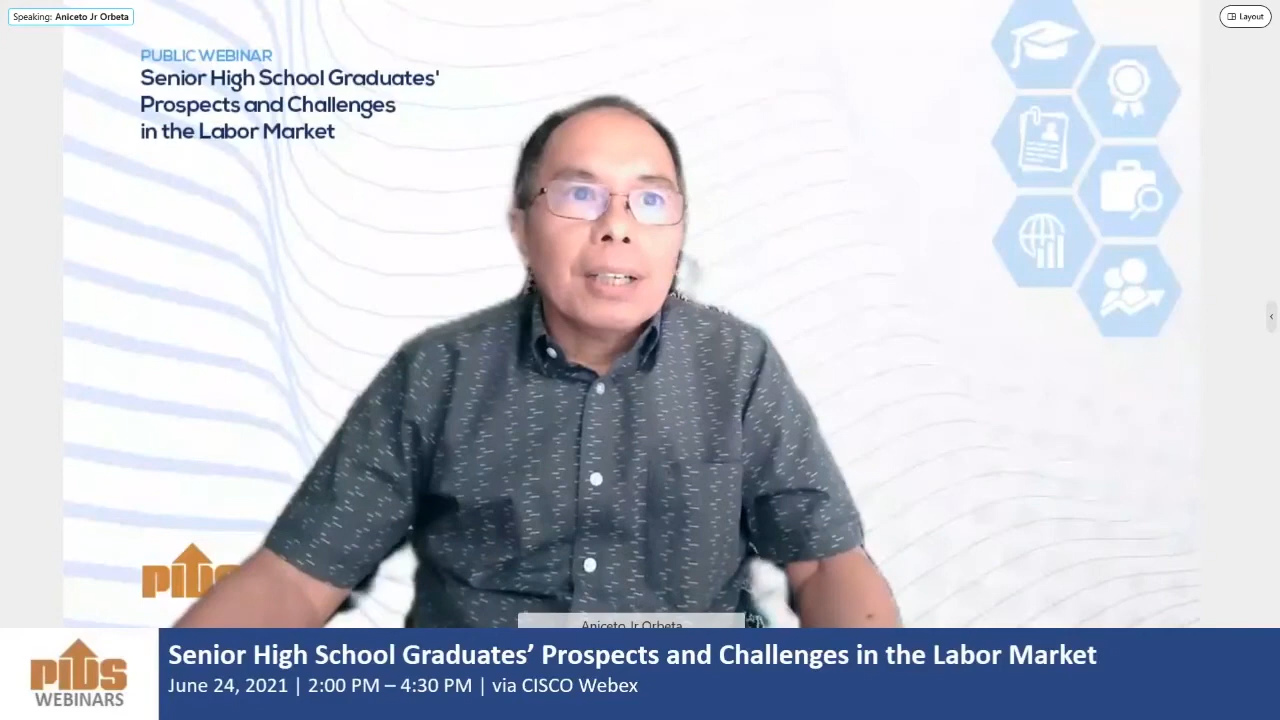 Speaking: Aniceto Jr Orbeta
Layout
PUBLIC WEBINAR
Senior High School Graduates'
Prospects and Challenges
in the Labor Market
PIDS
Aniceto Jr Orbeta
PIDS
WEBINARS
Senior High School Graduates’ Prospects and Challenges in the Labor Market
June 24, 2021 | 2:00 PM – 4:30 PM | via CISCO Webex